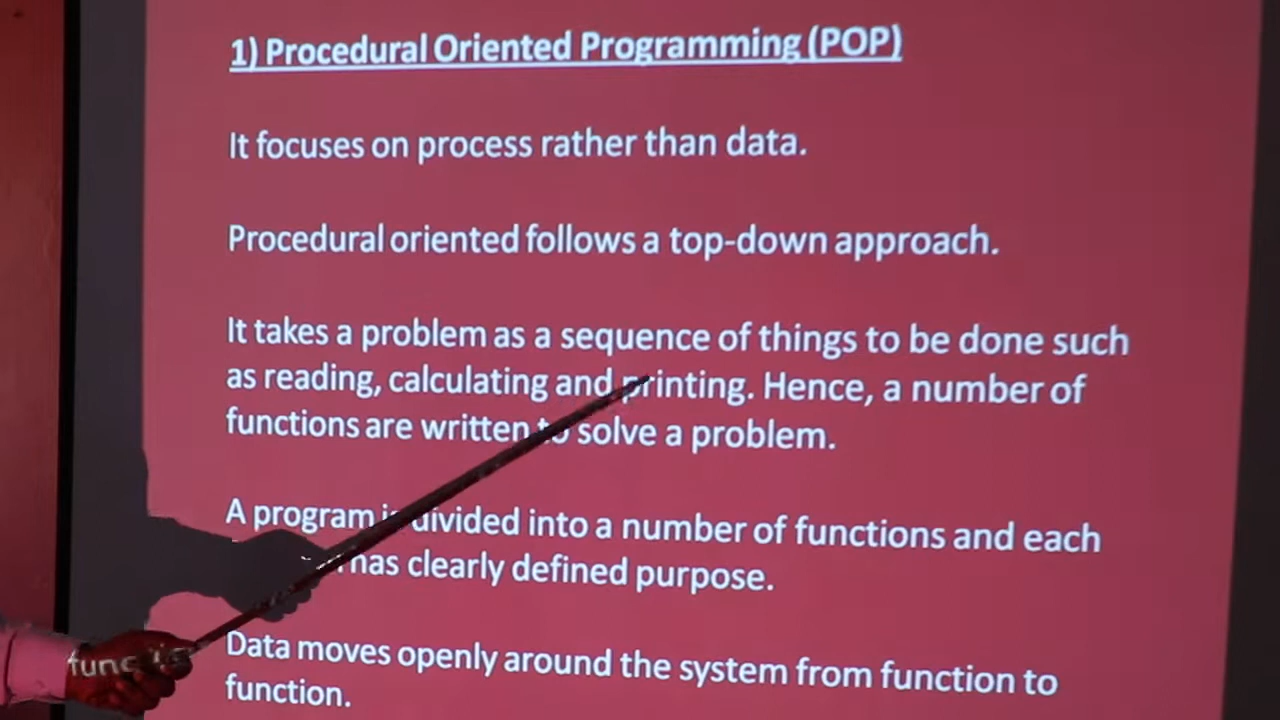 1) Procedural Oriented Programming (POP)
It focuses on process rather than data.
Procedural oriented follows a top-down approach.
It takes a problem as a sequence of things to be done such
as reading, calculating and printing. Hence, a number of
functions are written to solve a problem.
A program is divided into a number of functions and each
has clearly defined purpose.
Data moves openly around the system from function to
function.